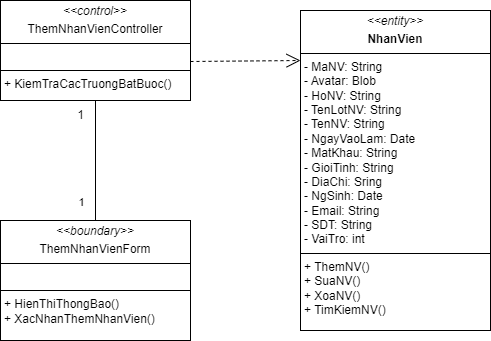 <<control>>
ThemNhanVienController
+ KiemTraCacTruongBatBuoc()
1
1
<<boundary>>
ThemNhanVienForm
+ HienThiThongBao()
+ XacNhanThemNhanVien()
<<entity>>
NhanVien
- MaNV: String
- Avatar: Blob
- HoNV: String
- TenLotNV: String
- TenNV: String
- NgayVaoLam: Date
- MatKhau: String
- GioiTinh: String
- DiaChi: Sring
- NgSinh: Date
- Email: String
- SDT: String
- VaiTro: int
+ ThemNV()
+ SuaNV()
+ XoaNV()
+ TimKiemNV()